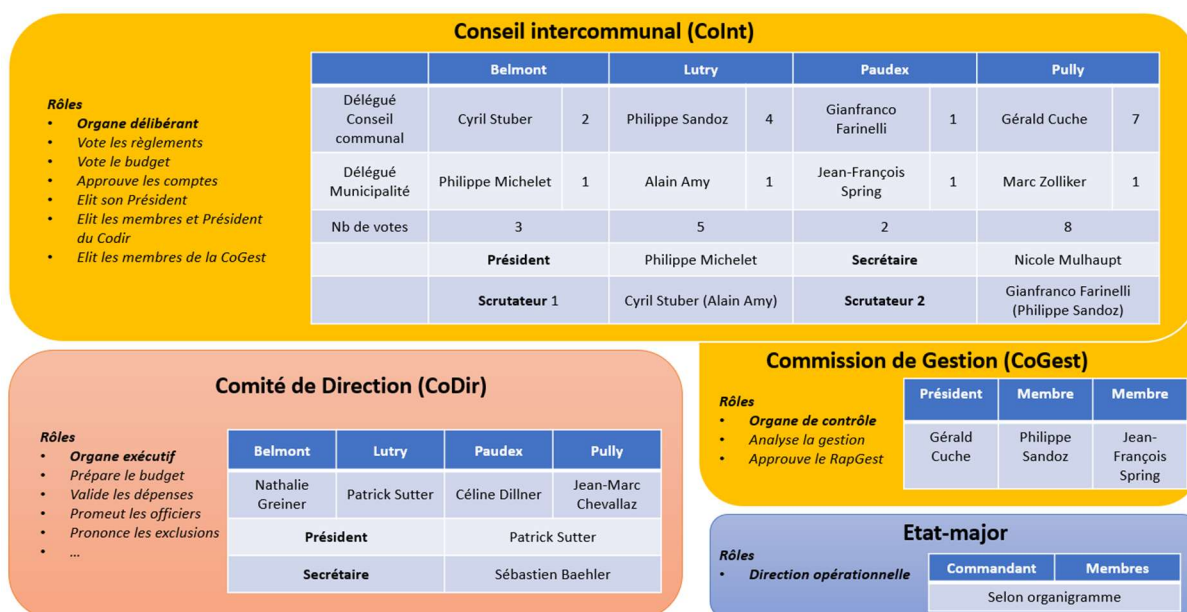 Conseil intercommunal (CoInt)
Rôles
• Organe délibérant
• Vote les règlements
• Vote le budget
• Approuve les comptes
• Elit son Président
• Elit les membres et Président
du Codir
• Elit les membres de la CoGest
Belmont Lutry Paudex Pully
Délégué
Conseil
communal
Cyril Stuber 2 Philippe Sandoz 4
Gianfranco
Farinelli
1 Gérald Cuche 7
Délégué
Municipalité
Philippe Michelet 1 Alain Amy 1
Jean-François
Spring
1 Marc Zolliker 1
Nb de votes 3 5 2 8
Président Philippe Michelet Secrétaire Nicole Mulhaupt
Scrutateur 1 Cyril Stuber (Alain Amy) Scrutateur 2
Gianfranco Farinelli
(Philippe Sandoz)
Comité de Direction (CoDir)
Rôles
• Organe exécutif
• Prépare le budget
• Valide les dépenses
• Promeut les officiers
• Prononce les exclusions
• ...
Belmont Lutry Paudex Pully
Nathalie
Greiner
Patrick Sutter Céline Dillner
Jean-Marc
Chevallaz
Président Patrick Sutter
Secrétaire Sébastien Baehler
Commission de Gestion (CoGest)
Rôles
• Organe de contrôle
• Analyse la gestion
• Approuve le RapGest
Président Membre Membre
Gérald
Cuche
Philippe
Sandoz
Jean-
François
Spring
Etat-major
Rôles
• Direction opérationnelle
Commandant Membres
Selon organigramme